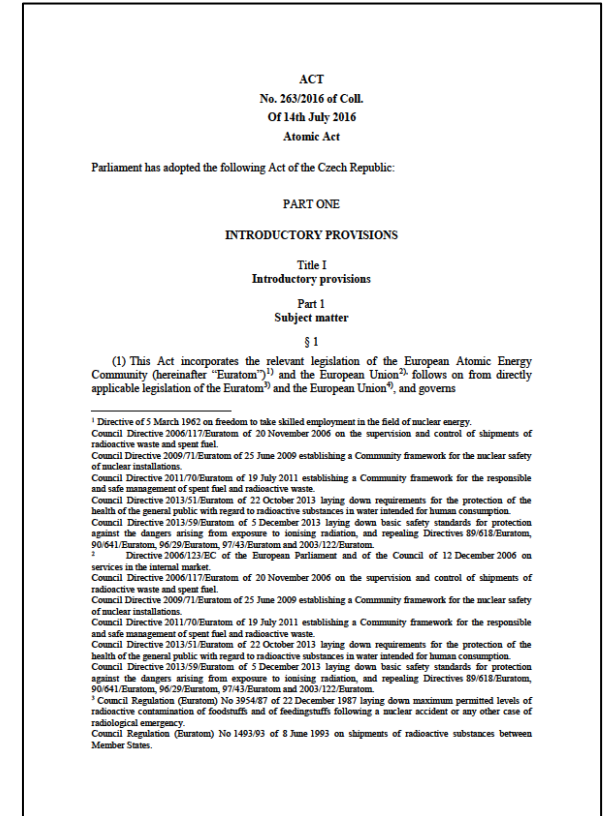 ACT
No. 263/2016 of Coll.
Of 14th July 2016
Atomic Act
Parliament has adopted the following Act of the Czech Republic:
PART ONE
INTRODUCTORY PROVISIONS
Title I
Introductory provisions
Part 1
Subject matter
§ 1
(1) This Act incorporates the relevant legislation of the European Atomic Energy
Community (hereinafter “Euratom”)1) and the European Union2), follows on from directly
applicable legislation of the Euratom3) and the European Union4), and governs
1 Directive of 5 March 1962 on freedom to take skilled employment in the field of nuclear energy.
Council Directive 2006/117/Euratom of 20 November 2006 on the supervision and control of shipments of
radioactive waste and spent fuel.
Council Directive 2009/71/Euratom of 25 June 2009 establishing a Community framework for the nuclear safety
of nuclear installations.
Council Directive 2011/70/Euratom of 19 July 2011 establishing a Community framework for the responsible
and safe management of spent fuel and radioactive waste.
Council Directive 2013/51/Euratom of 22 October 2013 laying down requirements for the protection of the
health of the general public with regard to radioactive substances in water intended for human consumption.
Council Directive 2013/59/Euratom of 5 December 2013 laying down basic safety standards for protection
against the dangers arising from exposure to ionising radiation, and repealing Directives 89/618/Euratom,
90/641/Euratom, 96/29/Euratom, 97/43/Euratom and 2003/122/Euratom.
2 Directive 2006/123/EC of the European Parliament and of the Council of 12 December 2006 on
services in the internal market.
Council Directive 2006/117/Euratom of 20 November 2006 on the supervision and control of shipments of
radioactive waste and spent fuel.
Council Directive 2009/71/Euratom of 25 June 2009 establishing a Community framework for the nuclear safety
of nuclear installations.
Council Directive 2011/70/Euratom of 19 July 2011 establishing a Community framework for the responsible
and safe management of spent fuel and radioactive waste.
Council Directive 2013/51/Euratom of 22 October 2013 laying down requirements for the protection of the
health of the general public with regard to radioactive substances in water intended for human consumption.
Council Directive 2013/59/Euratom of 5 December 2013 laying down basic safety standards for protection
against the dangers arising from exposure to ionising radiation, and repealing Directives 89/618/Euratom,
90/641/Euratom, 96/29/Euratom, 97/43/Euratom and 2003/122/Euratom.
3 Council Regulation (Euratom) No 3954/87 of 22 December 1987 laying down maximum permitted levels of
radioactive contamination of foodstuffs and of feedingstuffs following a nuclear accident or any other case of
radiological emergency.
Council Regulation (Euratom) No 1493/93 of 8 June 1993 on shipments of radioactive substances between
Member States.